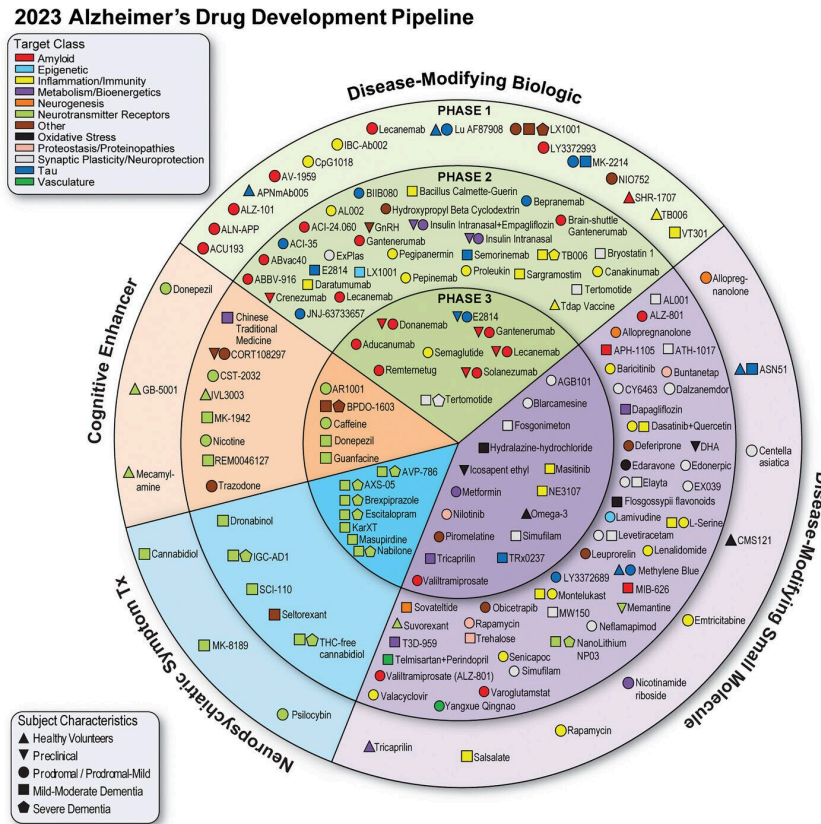 2023 Alzheimer's Drug Development Pipeline
Target Class
Amyloid
Epigenetic
Inflammation/Immunity
Metabolism/Bioenergetics
Neurogenesis
Neurotransmitter Receptors
Other
Oxidative Stress
Proteostasis/Proteinopathies
Synaptic Plasticity/Neuroprotection
Tau
Vasculature
Disease-Modifying Biologic
PHASE 1
Lecanemab
Lu AF87908
LX1001
IBC-Ab002
LY3372993
CpG1018
MK-2214
AV-1959
NIO752
APNmAb005
SHR-1707
ALZ-101
TB006
ALN-APP
VT301
ACU193
PHASE 2
BIIB080
Bacillus Calmette-Guerin
Bepranemab
AL002
Hydroxypropyl Beta Cyclodextrin
ACI-24.060
GnRH
Insulin Intranasal+Empagliflozin
Brain-shuttle
Gantenerumab
ACI-35
Gantenerumab
Insulin Intranasal
ABvac40
ExPlas
Pegipanermin
Semorinemab
TB006
Bryostatin 1
ABBV-916
E2814
LX1001
Pepinemab
Proleukin
Sargramostim
Canakinumab
Daratumumab
Tertomotide
Crenezumab
Lecanemab
Tdap Vaccine
JNJ-63733657
PHASE 3
Donanemab
E2814
Gantenerumab
Aducanumab
Semaglutide
Lecanemab
Remternetug
Solanezumab
Tertomotide
Cognitive Enhancer
Donepezil
GB-5001
Mecamyl-
amine
Chinese
Traditional
Medicine
CORT108297
CST-2032
IVL3003
MK-1942
Nicotine
REM0046127
Trazodone
AR1001
BPDO-1603
Caffeine
Donepezil
Guanfacine
Neuropsychiatric Symptom Tx
AVP-786
AXS-05
Brexpiprazole
Escitalopram
KarXT
Masupirdine
Nabilone
Dronabinol
IGC-AD1
SCI-110
Seltorexant
THC-free
cannabidiol
Cannabidiol
MK-8189
Psilocybin
Disease-Modifying Small Molecule
AGB101
Blarcamesine
Fosgonimeton
Hydralazine-hydrochloride
Icosapent ethyl
Masitinib
Metformin
NE3107
Nilotinib
Omega-3
Piromelatine
Simufilam
Tricaprilin
TRx0237
Valiltramiprosate
AL001
ALZ-801
Allopregnanolone
APH-1105
ATH-1017
Baricitinib
Buntanetap
CY6463
Dalzanemdor
Dapagliflozin
Dasatinib+Quercetin
Deferiprone
DHA
Edaravone
Edonerpic
Elayta
EX039
Flosgossypii flavonoids
Lamivudine
L-Serine
Levetiracetam
Leuprorelin
Lenalidomide
LY3372689
Methylene Blue
Montelukast
MIB-626
MW150
Memantine
Neflamapimod
Sovateltide
Obicetrapib
Suvorexant
Rapamycin
T3D-959
Trehalose
NanoLithium
NP03
Telmisartan+Perindopril
Senicapoc
Simufilam
Valiltramiprosate (ALZ-801)
Varoglutamstat
Valacyclovir
Yangxue Qingnao
Allopreg-
nanolone
ASN51
Centella
asiatica
CMS121
Emtricitabine
Nicotinamide
riboside
Rapamycin
Salsalate
Tricaprilin
Subject Characteristics
Healthy Volunteers
Preclinical
Prodromal / Prodromal-Mild
Mild-Moderate Dementia
Severe Dementia